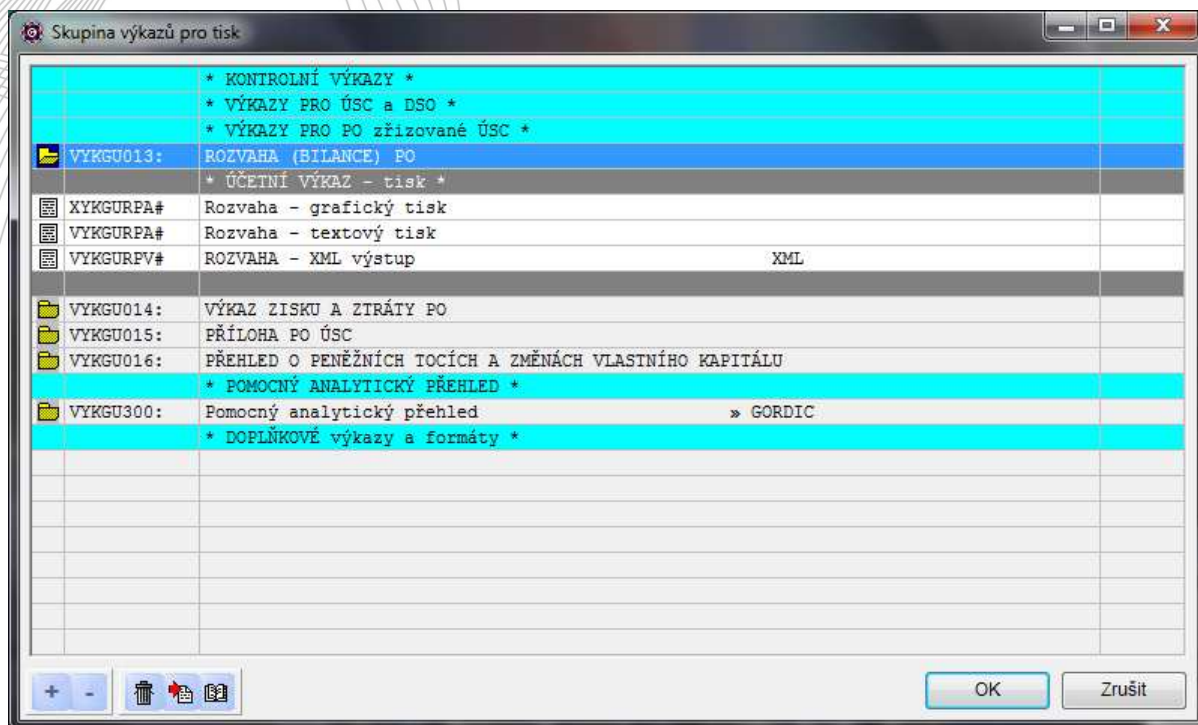 Skupina výkazů pro tisk
* KONTROLNÍ VÝKAZY *
* VÝKAZY PRO ÚSC a DSO *
* VÝKAZY PRO PO zřizované ÚSC *
VYKGU013: ROZVAHA (BILANCE) PO
* ÚČETNÍ VÝKAZ - tisk *
XYKGURPA# Rozvaha - grafický tisk
VYKGURPA# Rozvaha - textový tisk
VYKGURPV# ROZVAHA - XML výstup XML
VYKGU014: VÝKAZ ZISKU A ZTRÁTY PO
VYKGU015: PŘÍLOHA PO ÚSC
VYKGU016: PŘEHLED O PENĚŽNÍCH TOCÍCH A ZMĚNÁCH VLASTNÍHO KAPITÁLU
* POMOCNÝ ANALYTICKÝ PŘEHLED *
VYKGU300: Pomocný analytický přehled » GORDIC
* DOPLŇKOVÉ výkazy a formáty *
+ - OK Zrušit